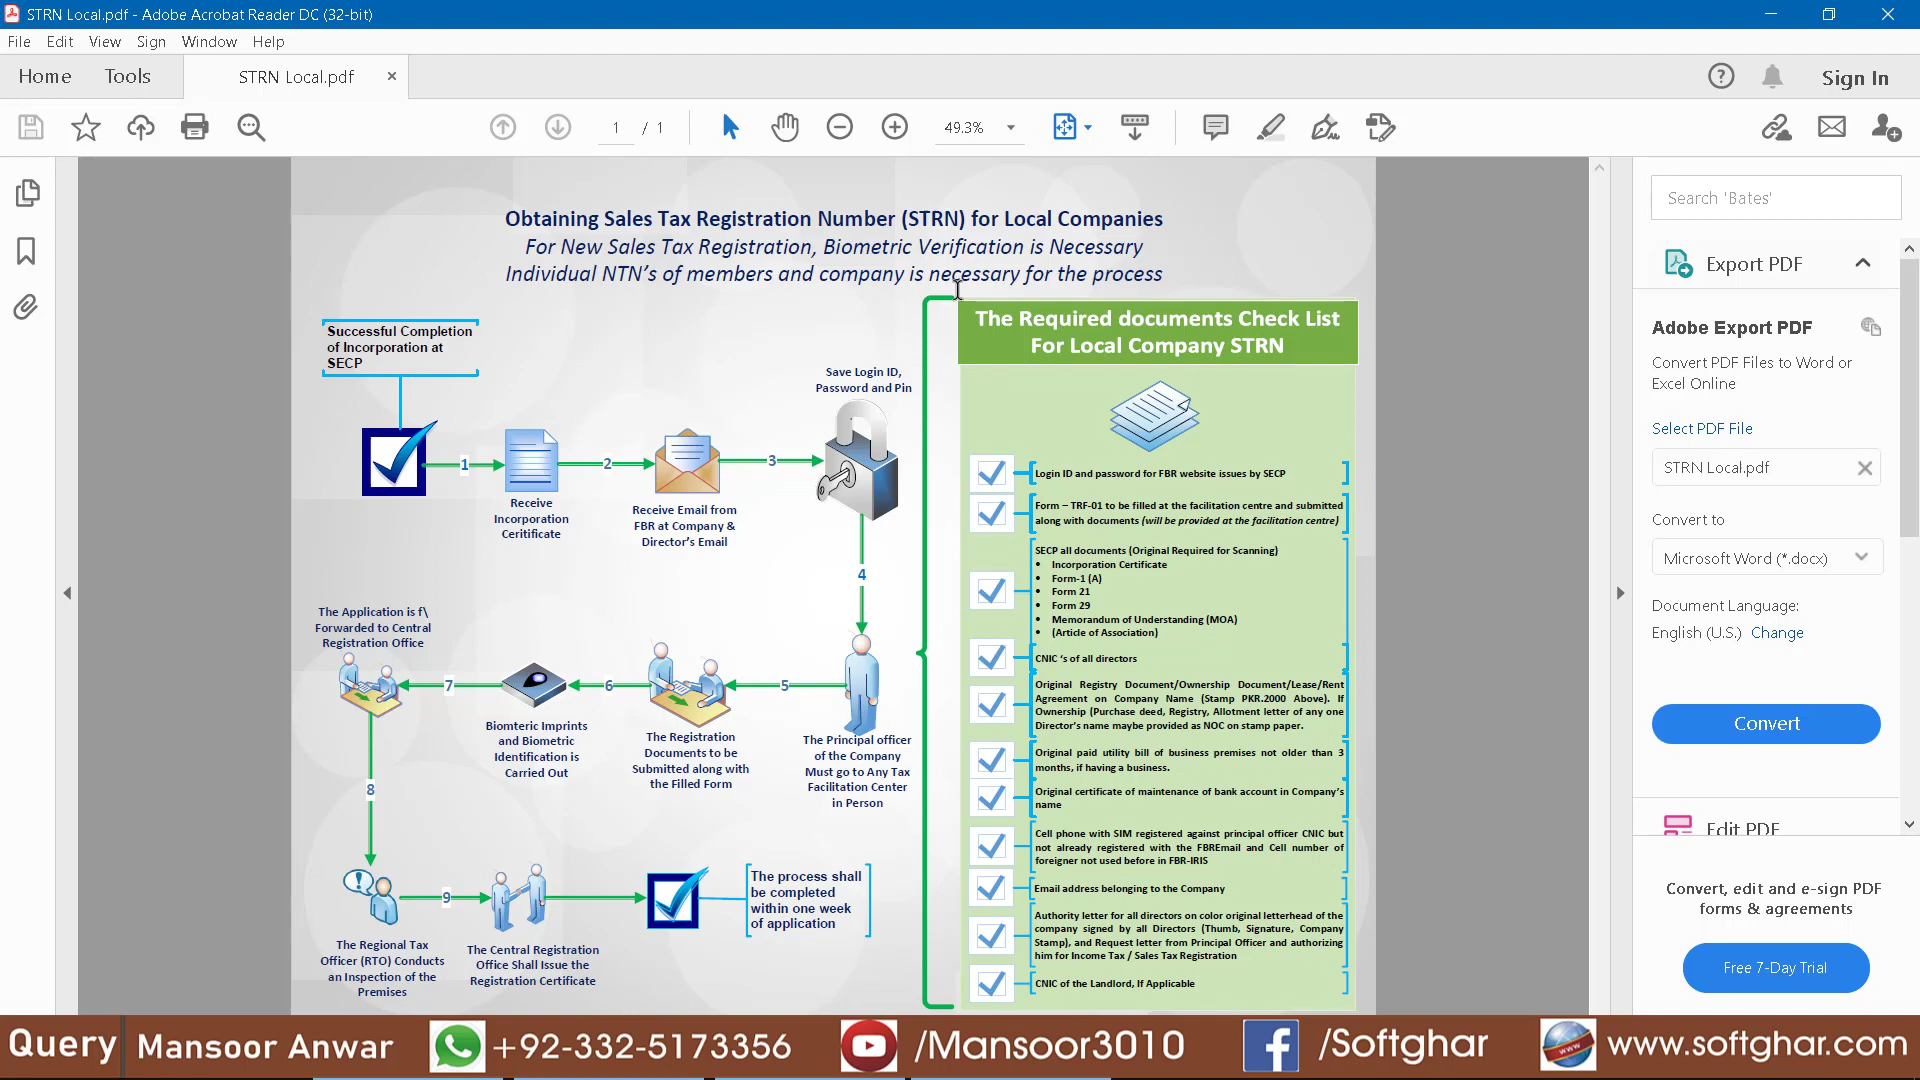 STRN Local.pdf - Adobe Acrobat Reader DC (32-bit)
File Edit View Sign Window Help
Home Tools STRN Local.pdf × Sign In
1 / 1 49.3%
Search 'Bates'
Export PDF
Adobe Export PDF
Convert PDF Files to Word or
Excel Online
Select PDF File
STRN Local.pdf
Convert to
Microsoft Word (*.docx)
Document Language:
English (U.S.) Change
Convert
Edit PDF
Convert, edit and e-sign PDF
forms & agreements
Free 7-Day Trial
Obtaining Sales Tax Registration Number (STRN) for Local Companies
For New Sales Tax Registration, Biometric Verification is Necessary
Individual NTN's of members and company is necessary for the process
Successful Completion
of Incorporation at
SECP
1
Receive
Incorporation
Ceritificate
2
Receive Email from
FBR at Company &
Director's Email
3
Save Login ID,
Password and Pin
4
The Principal officer
of the Company
Must go to Any Tax
Facilitation Center
in Person
5
The Registration
Documents to be
Submitted along with
the Filled Form
6
Biomteric Imprints
and Biometric
Identification is
Carried Out
7
The Application is f\
Forwarded to Central
Registration Office
8
The Regional Tax
Officer (RTO) Conducts
an Inspection of the
Premises
9
The Central Registration
Office Shall Issue the
Registration Certificate
The process shall
be completed
within one week
of application
The Required documents Check List
For Local Company STRN
Login ID and password for FBR website issues by SECP
Form – TRF-01 to be filled at the facilitation centre and submitted
along with documents (will be provided at the facilitation centre)
SECP all documents (Original Required for Scanning)
• Incorporation Certificate
• Form-1 (A)
• Form 21
• Form 29
• Memorandum of Understanding (MOA)
• (Article of Association)
CNIC 's of all directors
Original Registry Document/Ownership Document/Lease/Rent
Agreement on Company Name (Stamp PKR.2000 Above). If
Ownership (Purchase deed, Registry, Allotment letter of any one
Director's name maybe provided as NOC on stamp paper.
Original paid utility bill of business premises not older than 3
months, if having a business.
Original certificate of maintenance of bank account in Company's
name
Cell phone with SIM registered against principal officer CNIC but
not already registered with the FBREmail and Cell number of
foreigner not used before in FBR-IRIS
Email address belonging to the Company
Authority letter for all directors on color original letterhead of the
company signed by all Directors (Thumb, Signature, Company
Stamp), and Request letter from Principal Officer and authorizing
him for Income Tax / Sales Tax Registration
CNIC of the Landlord, If Applicable
Query Mansoor Anwar +92-332-5173356 /Mansoor3010 /Softghar www.softghar.com